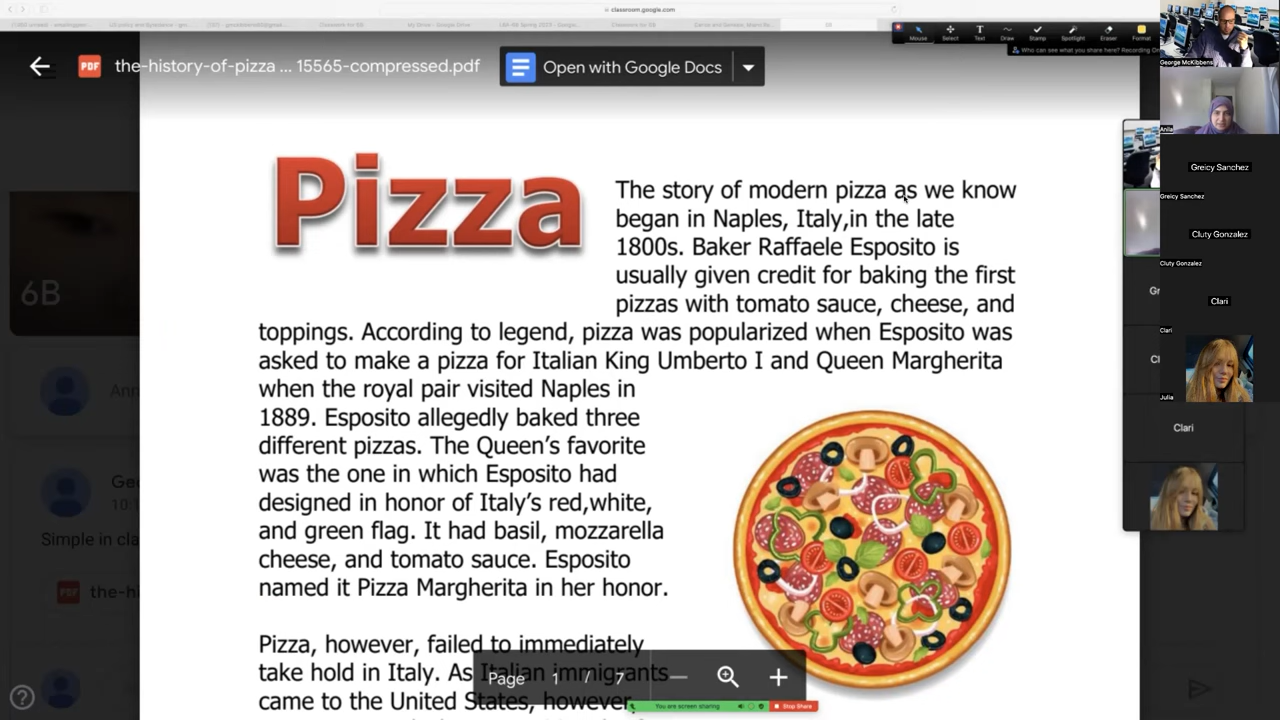 classroom.google.com
the-history-of-pizza ... 15565-compressed.pdf
Open with Google Docs
Mouse Select Text Draw Stamp Spotlight Eraser Format
Who can see what you share here? Recording On
Pizza
The story of modern pizza as we know
began in Naples, Italy,in the late
1800s. Baker Raffaele Esposito is
usually given credit for baking the first
pizzas with tomato sauce, cheese, and
toppings. According to legend, pizza was popularized when Esposito was
asked to make a pizza for Italian King Umberto I and Queen Margherita
when the royal pair visited Naples in
1889. Esposito allegedly baked three
different pizzas. The Queen's favorite
was the one in which Esposito had
designed in honor of Italy's red,white,
and green flag. It had basil, mozzarella
cheese, and tomato sauce. Esposito
named it Pizza Margherita in her honor.
Pizza, however, failed to immediately
take hold in Italy. As Italian immigrants
came to the United States, however,
Page 1 / 7
You are screen sharing
Stop Share
6B
Ann
Geo
Simple in cla
PDF
the-hi
George McKibbens
Anila
Greicy Sanchez
Greicy Sanchez
Cluty Gonzalez
Cluty Gonzalez
Clari
Clari
Julia
Gr
Cl
Clari